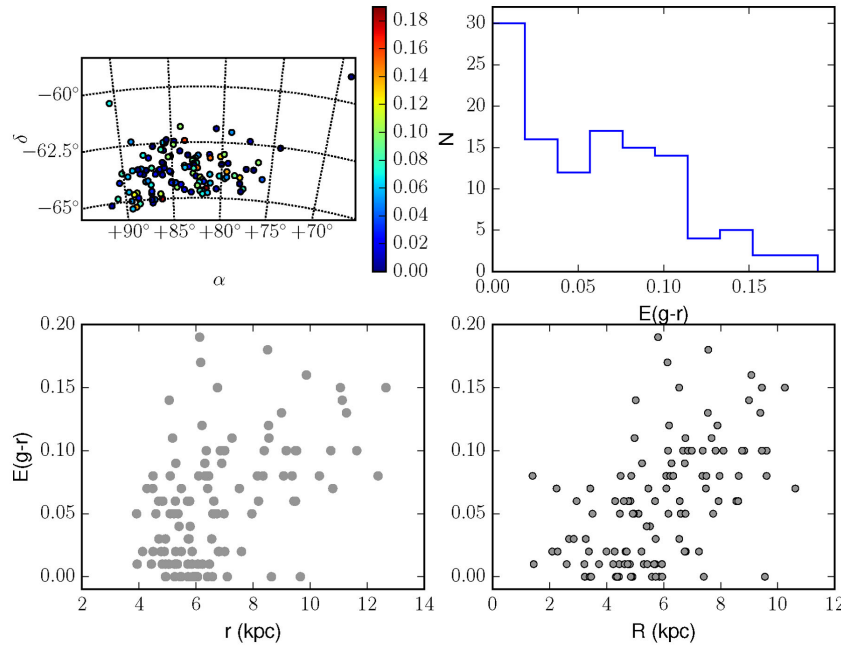 −60° −62.5° −65°
δ
+90° +85° +80° +75° +70°
α
0.18 0.16 0.14 0.12 0.10 0.08 0.06 0.04 0.02 0.00
30 25 20 15 10 5 0
N
0.00 0.05 0.10 0.15
E(g-r)
0.20 0.15 0.10 0.05 0.00
E(g-r)
2 4 6 8 10 12 14
r (kpc)
0.20 0.15 0.10 0.05 0.00
0 2 4 6 8 10 12
R (kpc)